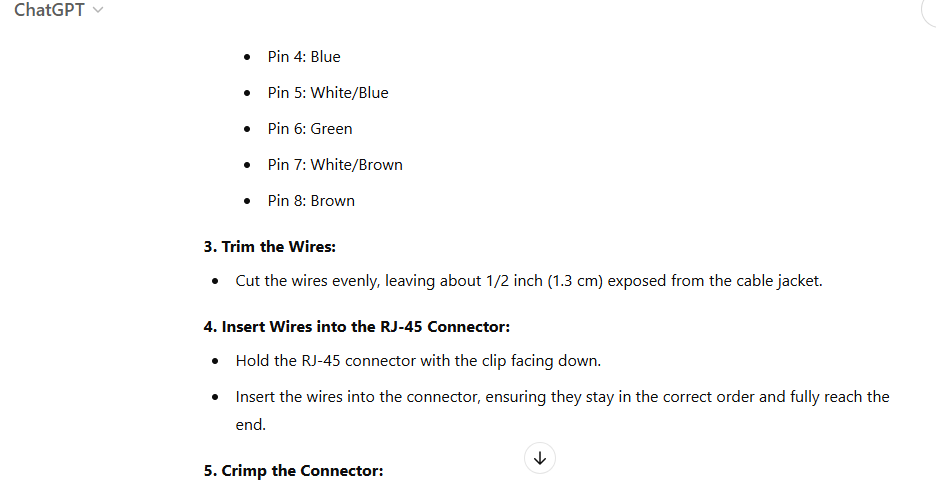 ChatGPT
Pin 4: Blue
Pin 5: White/Blue
Pin 6: Green
Pin 7: White/Brown
Pin 8: Brown
3. Trim the Wires:
Cut the wires evenly, leaving about 1/2 inch (1.3 cm) exposed from the cable jacket.
4. Insert Wires into the RJ-45 Connector:
Hold the RJ-45 connector with the clip facing down.
Insert the wires into the connector, ensuring they stay in the correct order and fully reach the
end.
5. Crimp the Connector: